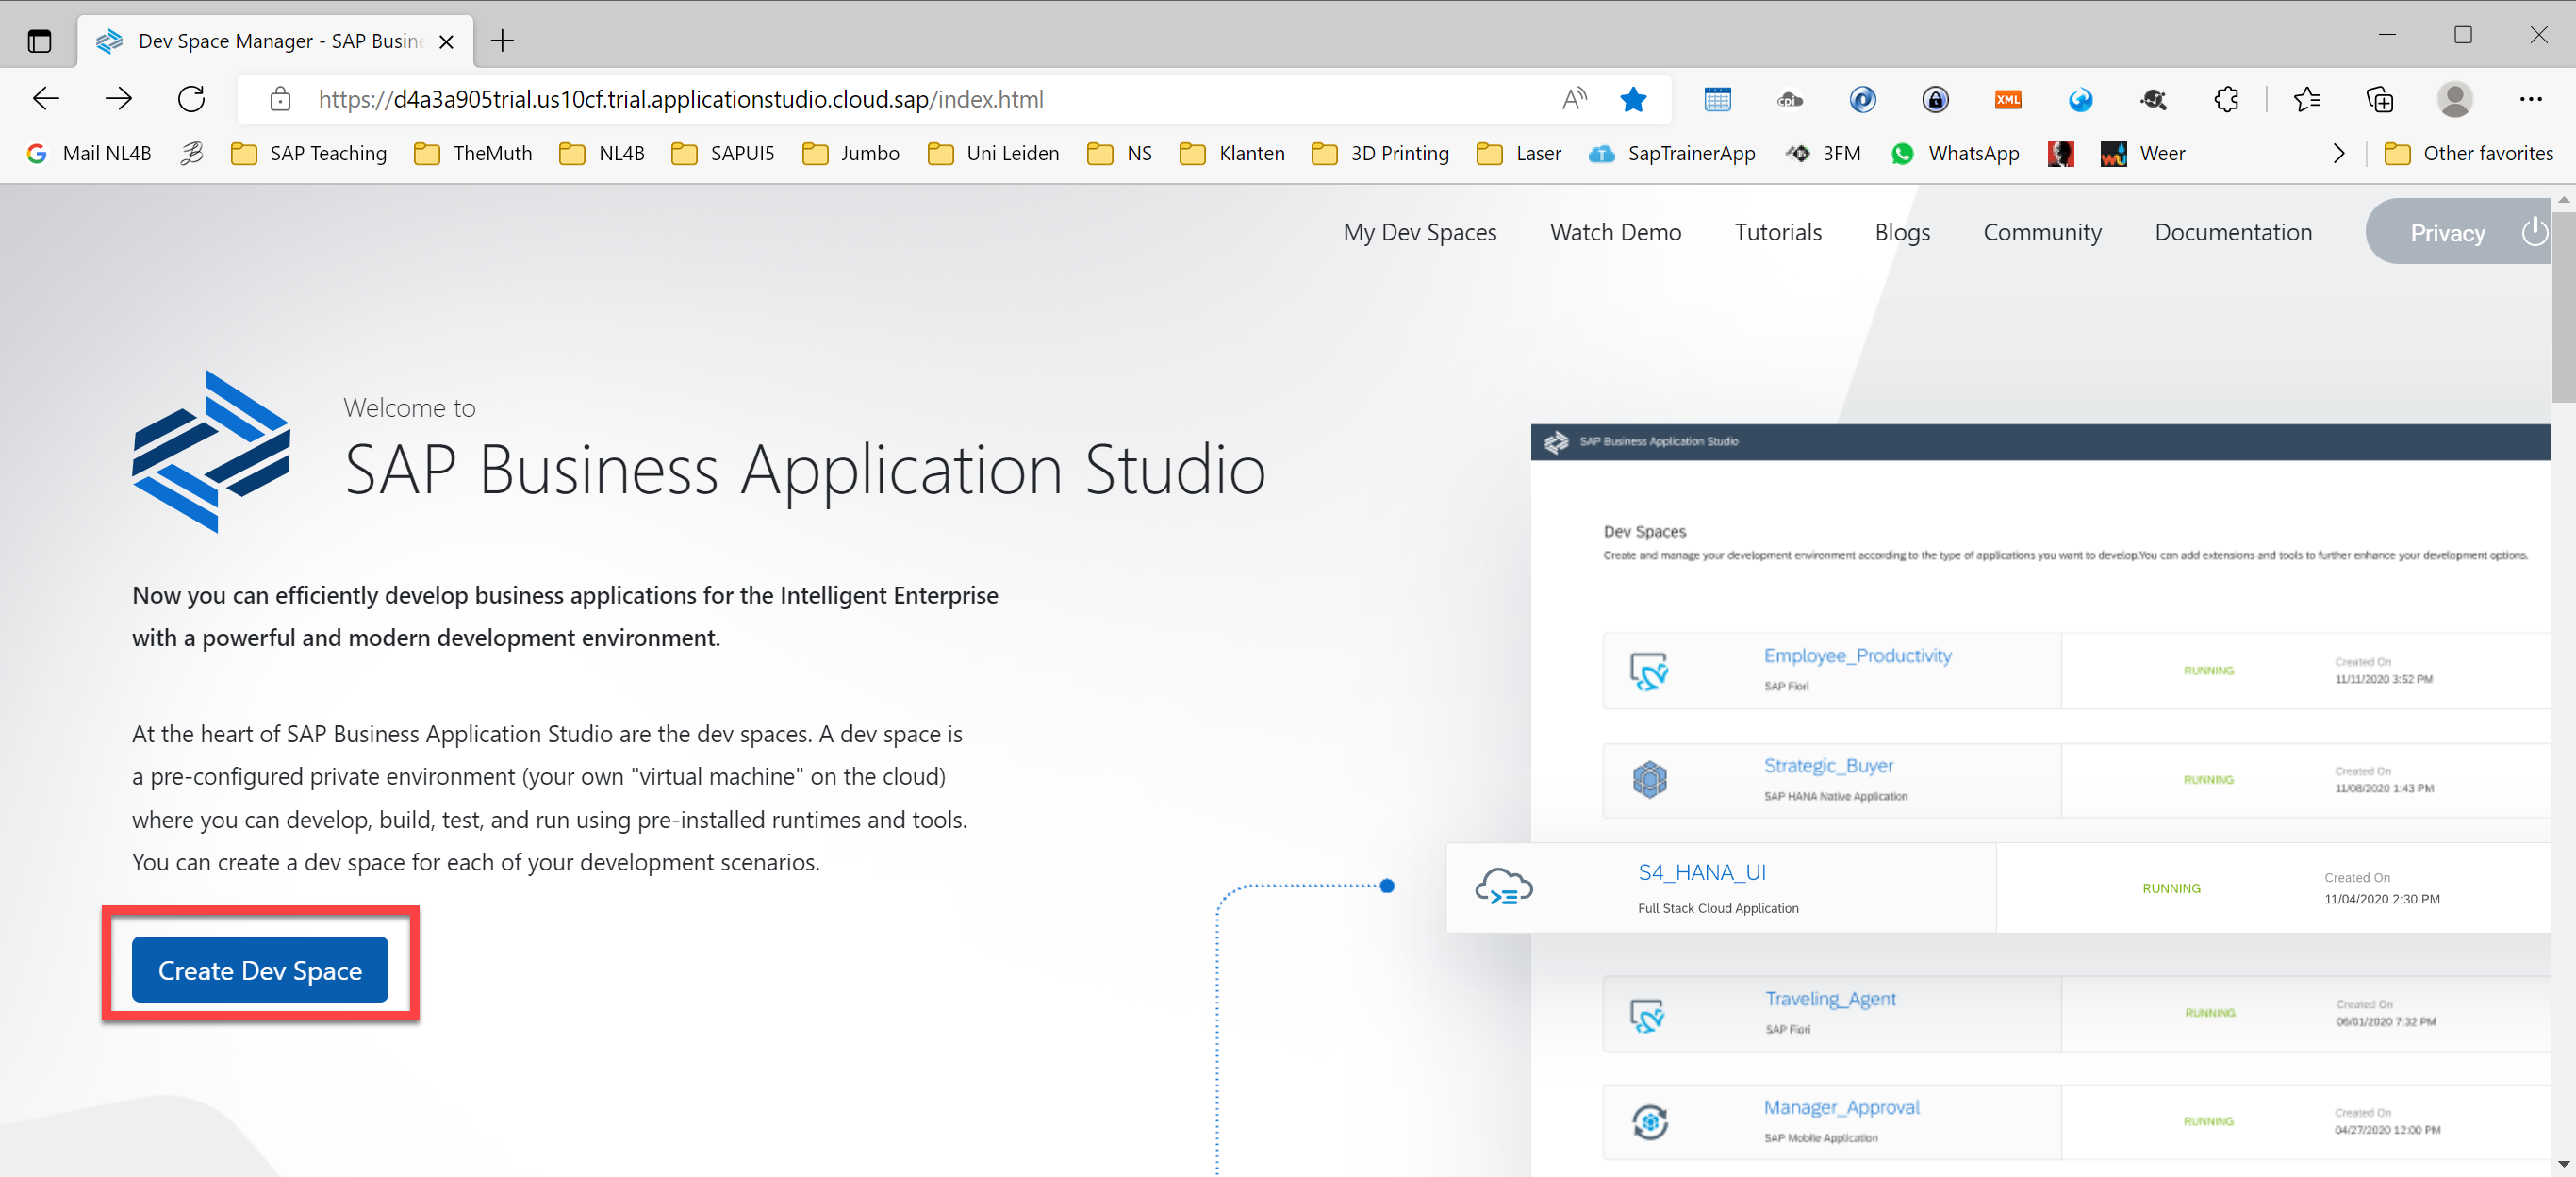 Dev Space Manager - SAP Busine
https://d4a3a905trial.us10cf.trial.applicationstudio.cloud.sap/index.html
CPI
XML
Mail NL4B
SAP Teaching
TheMuth
NL4B
SAPUI5
Jumbo
Uni Leiden
NS
Klanten
3D Printing
Laser
SapTrainerApp
3FM
WhatsApp
Weer
Other favorites
My Dev Spaces
Watch Demo
Tutorials
Blogs
Community
Documentation
Privacy
Welcome to
SAP Business Application Studio
Now you can efficiently develop business applications for the Intelligent Enterprise
with a powerful and modern development environment.
At the heart of SAP Business Application Studio are the dev spaces. A dev space is
a pre-configured private environment (your own "virtual machine" on the cloud)
where you can develop, build, test, and run using pre-installed runtimes and tools.
You can create a dev space for each of your development scenarios.
Create Dev Space
SAP Business Application Studio
Dev Spaces
Create and manage your development environment according to the type of applications you want to develop.You can add extensions and tools to further enhance your development options.
Employee_Productivity
SAP Fiori
RUNNING
Created On
11/11/2020 3:52 PM
Strategic_Buyer
SAP HANA Native Application
RUNNING
Created On
11/08/2020 1:43 PM
S4_HANA_UI
Full Stack Cloud Application
RUNNING
Created On
11/04/2020 2:30 PM
Traveling_Agent
SAP Fiori
RUNNING
Created On
06/01/2020 7:32 PM
Manager_Approval
SAP Mobile Application
RUNNING
Created On
04/27/2020 12:00 PM